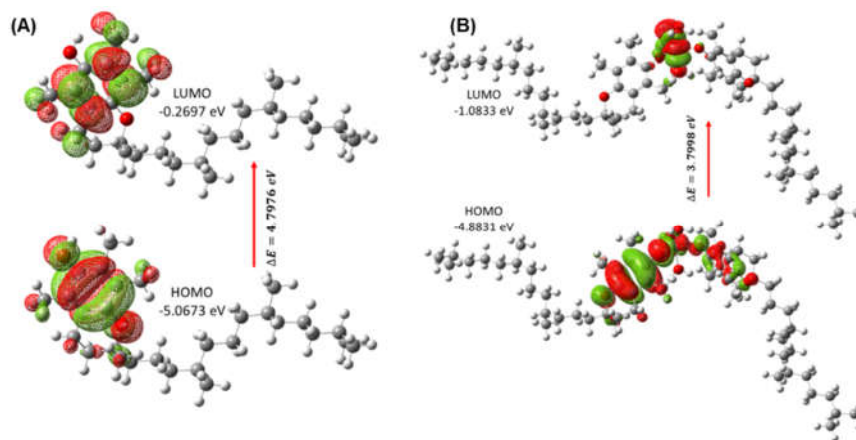 (A)
LUMO
-0.2697 eV
ΔE = 4.7976 eV
HOMO
-5.0673 eV
(B)
LUMO
-1.0833 eV
ΔE = 3.7998 eV
HOMO
-4.8831 eV